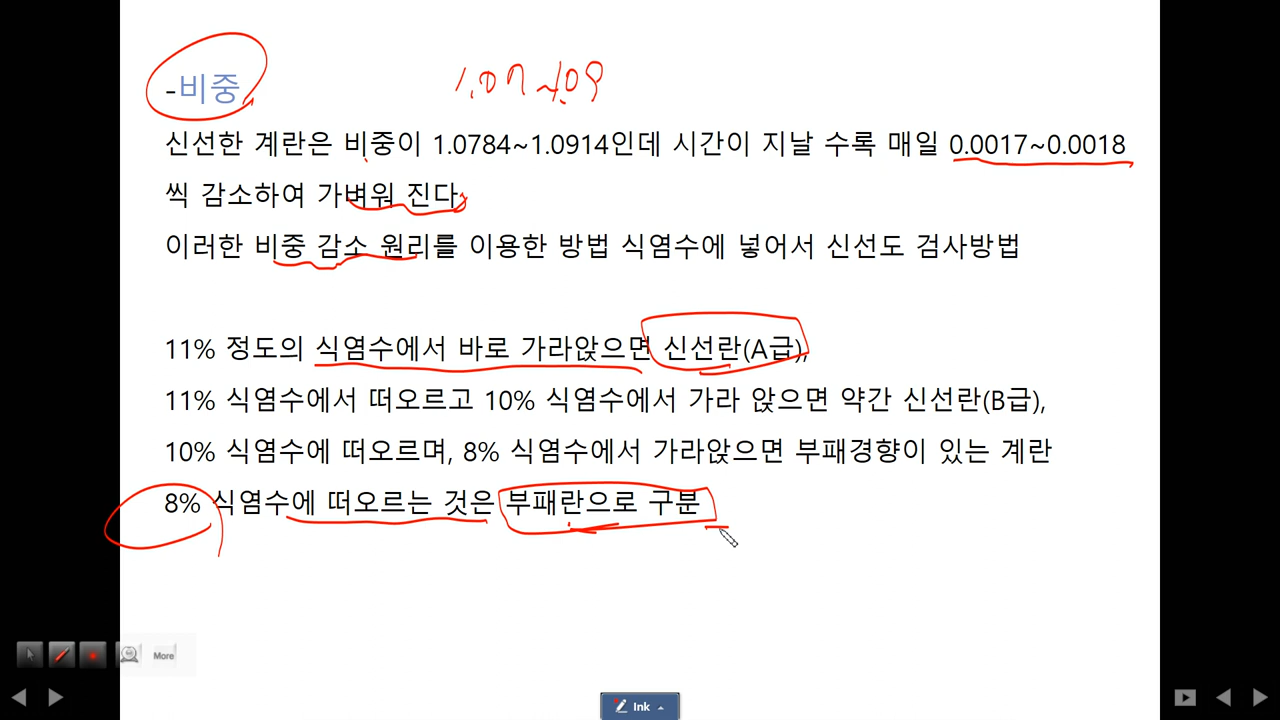 -비중
1.07~1.09
신선한 계란은 비중이 1.0784~1.0914인데 시간이 지날 수록 매일 0.0017~0.0018
씩 감소하여 가벼워 진다
이러한 비중 감소 원리를 이용한 방법 식염수에 넣어서 신선도 검사방법
11% 정도의 식염수에서 바로 가라앉으면 신선란(A급),
11% 식염수에서 떠오르고 10% 식염수에서 가라 앉으면 약간 신선란(B급),
10% 식염수에 떠오르며, 8% 식염수에서 가라앉으면 부패경향이 있는 계란
8% 식염수에 떠오르는 것은 부패란으로 구분
More
Ink